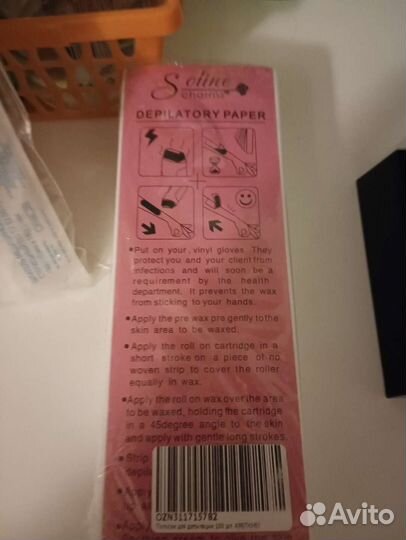 Soline
charms
DEPILATORY PAPER
•Put on your, vinyl gloves. They
protect you and your client from
infections and will soon be a
requirement by the health
department. It prevents the wax
from sticking to your hands.
•Apply the pre wax pre gently to the
skin area to be waxed.
•Apply the roll on cartridge in a
short stroke on a piece of no
woven strip to cover the roller
equally in wax.
•Apply the roll on wax over the area
to be waxed, holding the cartridge
in a 45degree angle to the skin
and apply with gentle long strokes.
•Strip
depil
•Apply
any
•App
OZN311715782
Avito